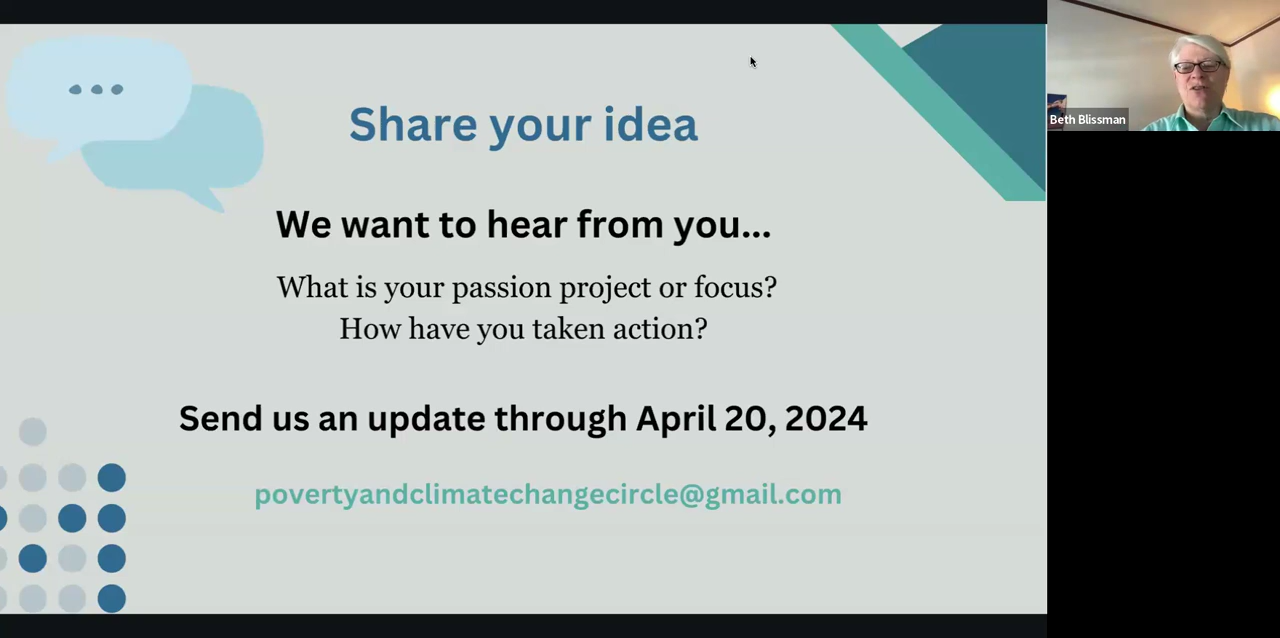 Share your idea
We want to hear from you...
What is your passion project or focus?
How have you taken action?
Send us an update through April 20, 2024
povertyandclimatechangecircle@gmail.com
Beth Blissman